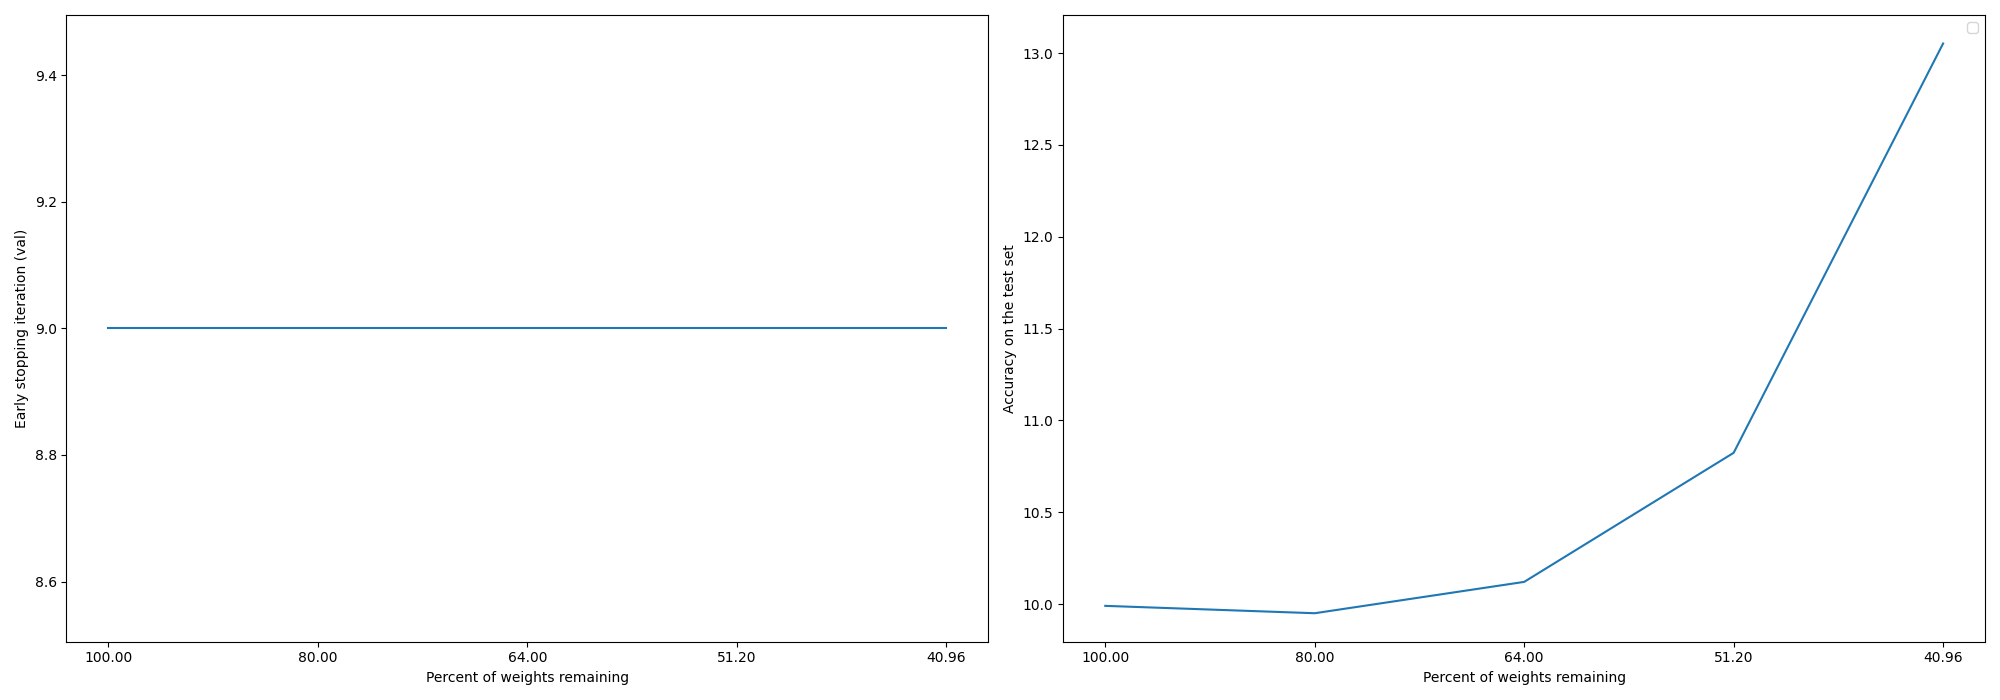 9.4
9.2
9.0
8.8
8.6
Early stopping iteration (val)
100.00 80.00 64.00 51.20 40.96
Percent of weights remaining
13.0
12.5
12.0
11.5
11.0
10.5
10.0
Accuracy on the test set
100.00 80.00 64.00 51.20 40.96
Percent of weights remaining